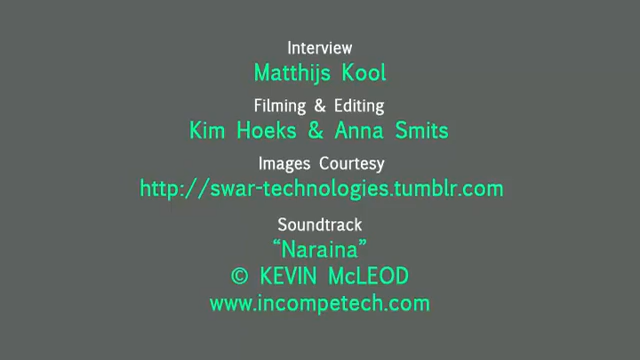 Interview
Matthijs Kool
Filming & Editing
Kim Hoeks & Anna Smits
Images Courtesy
http://swar-technologies.tumblr.com
Soundtrack
“Naraina”
© KEVIN McLEOD
www.incompetech.com